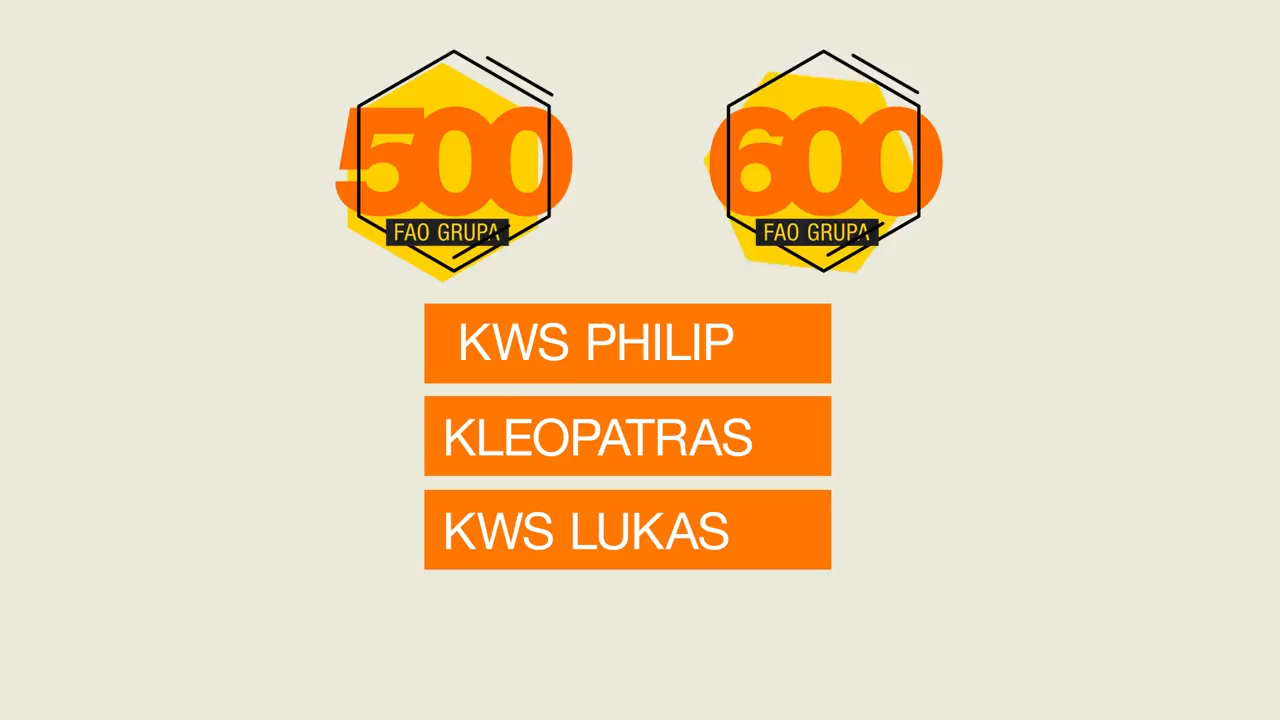 500
FAO GRUPA
600
FAO GRUPA
KWS PHILIP
KLEOPATRAS
KWS LUKAS